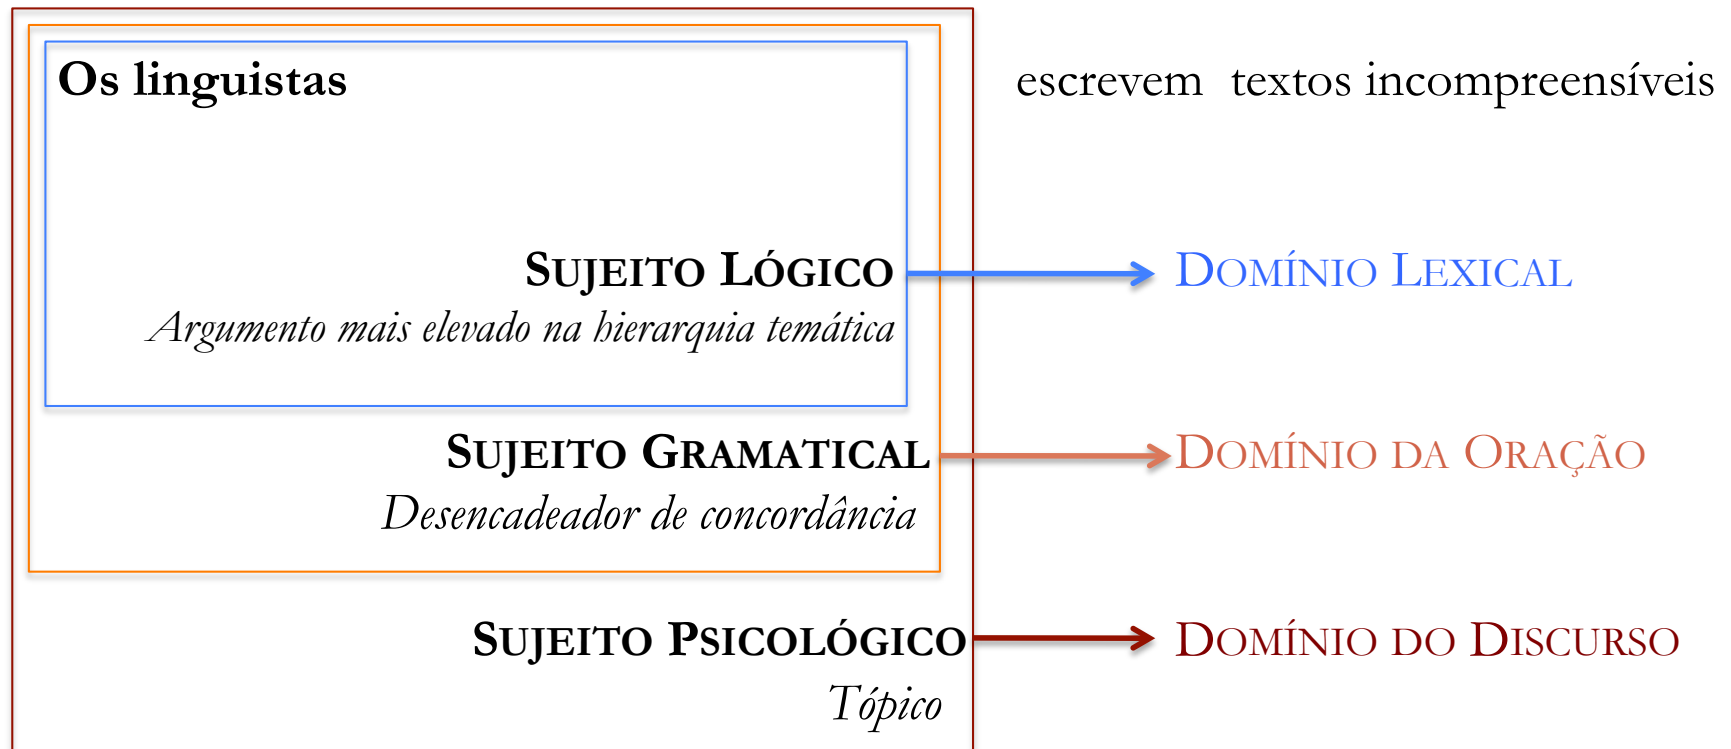 Os linguistas escrevem textos incompreensíveis
SUJEITO LÓGICO DOMÍNIO LEXICAL
Argumento mais elevado na hierarquia temática
SUJEITO GRAMATICAL DOMÍNIO DA ORAÇÃO
Desencadeador de concordância
SUJEITO PSICOLÓGICO DOMÍNIO DO DISCURSO
Tópico